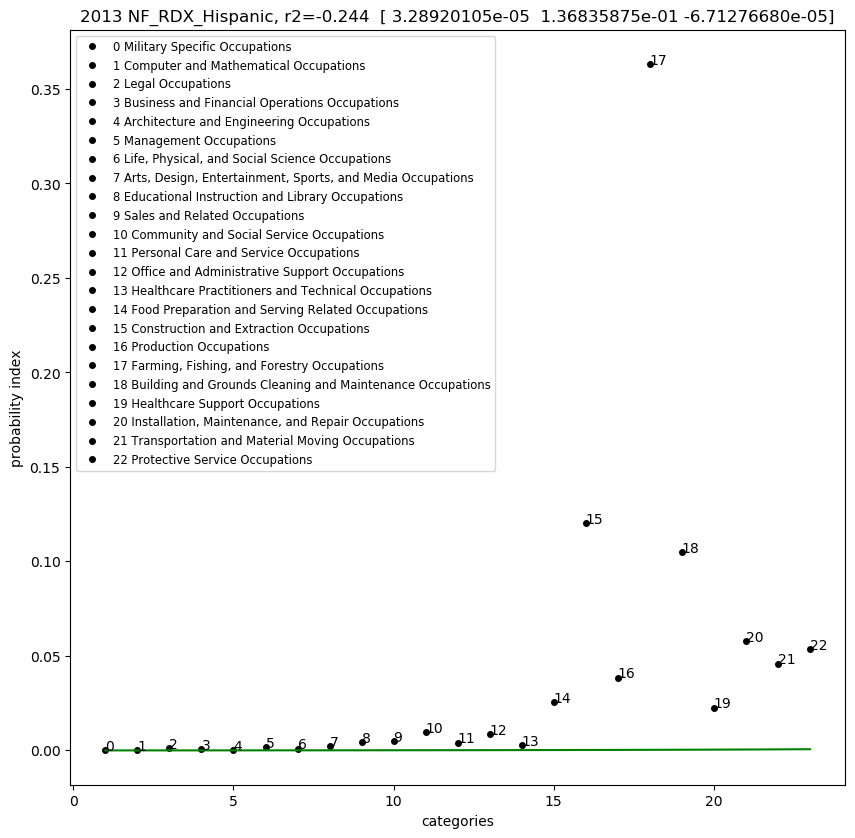 2013 NF_RDX_Hispanic, r2=-0.244  [ 3.28920105e-05  1.36835875e-01 -6.71276680e-05]
0 Military Specific Occupations
1 Computer and Mathematical Occupations
2 Legal Occupations
3 Business and Financial Operations Occupations
4 Architecture and Engineering Occupations
5 Management Occupations
6 Life, Physical, and Social Science Occupations
7 Arts, Design, Entertainment, Sports, and Media Occupations
8 Educational Instruction and Library Occupations
9 Sales and Related Occupations
10 Community and Social Service Occupations
11 Personal Care and Service Occupations
12 Office and Administrative Support Occupations
13 Healthcare Practitioners and Technical Occupations
14 Food Preparation and Serving Related Occupations
15 Construction and Extraction Occupations
16 Production Occupations
17 Farming, Fishing, and Forestry Occupations
18 Building and Grounds Cleaning and Maintenance Occupations
19 Healthcare Support Occupations
20 Installation, Maintenance, and Repair Occupations
21 Transportation and Material Moving Occupations
22 Protective Service Occupations
probability index
0.35
0.30
0.25
0.20
0.15
0.10
0.05
0.00
0
1
2
3
4
5
6
7
8
9
10
11
12
13
14
15
16
17
18
19
20
21
22
0
5
10
15
20
categories